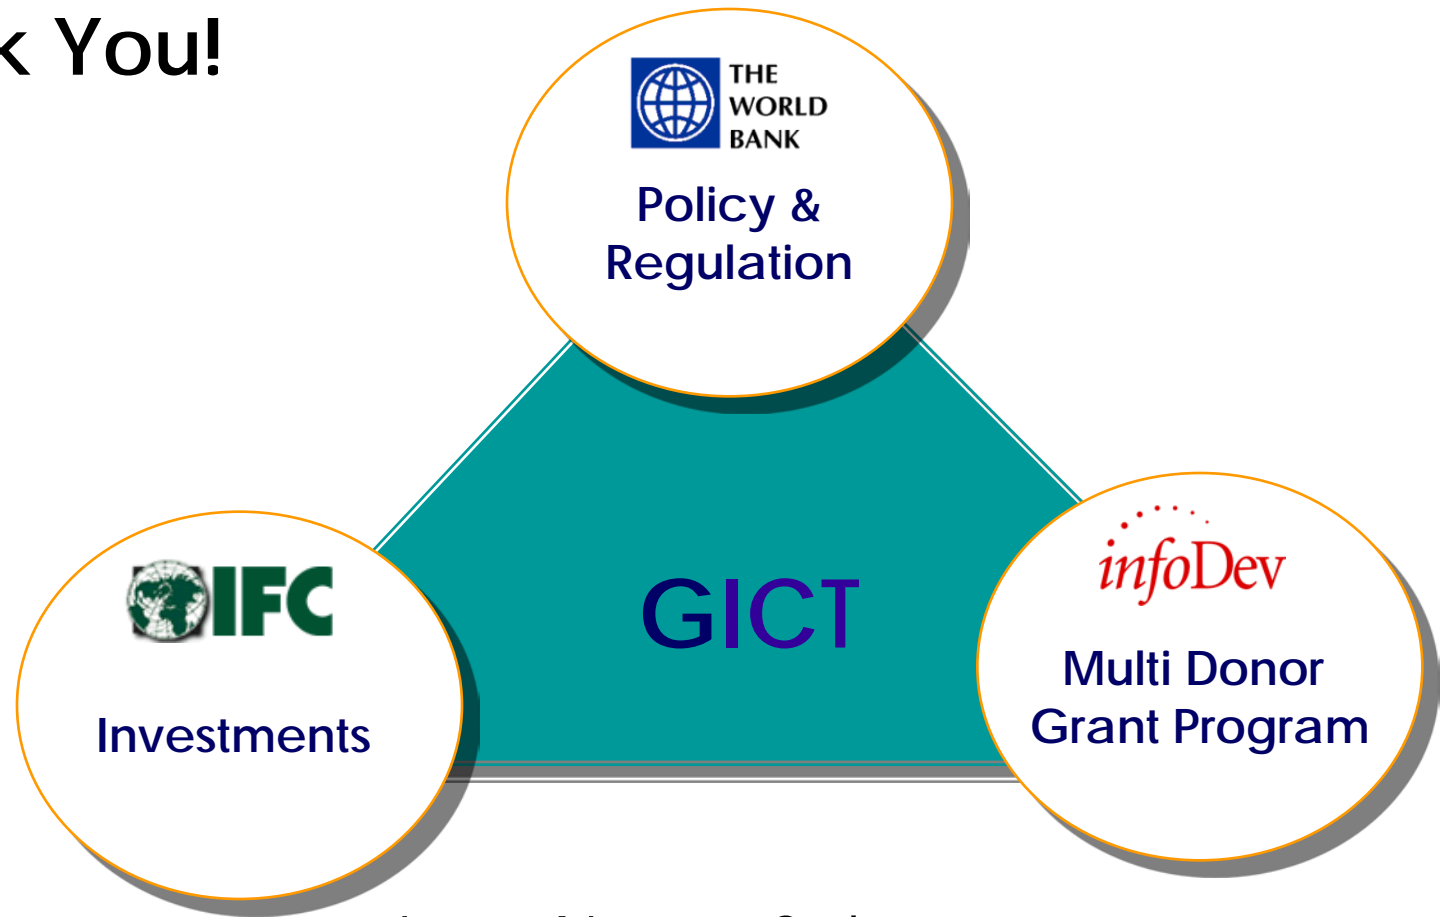 You!
THE
WORLD
BANK
Policy &
Regulation
IFC
Investments
GICT
infoDev
Multi Donor
Grant Program